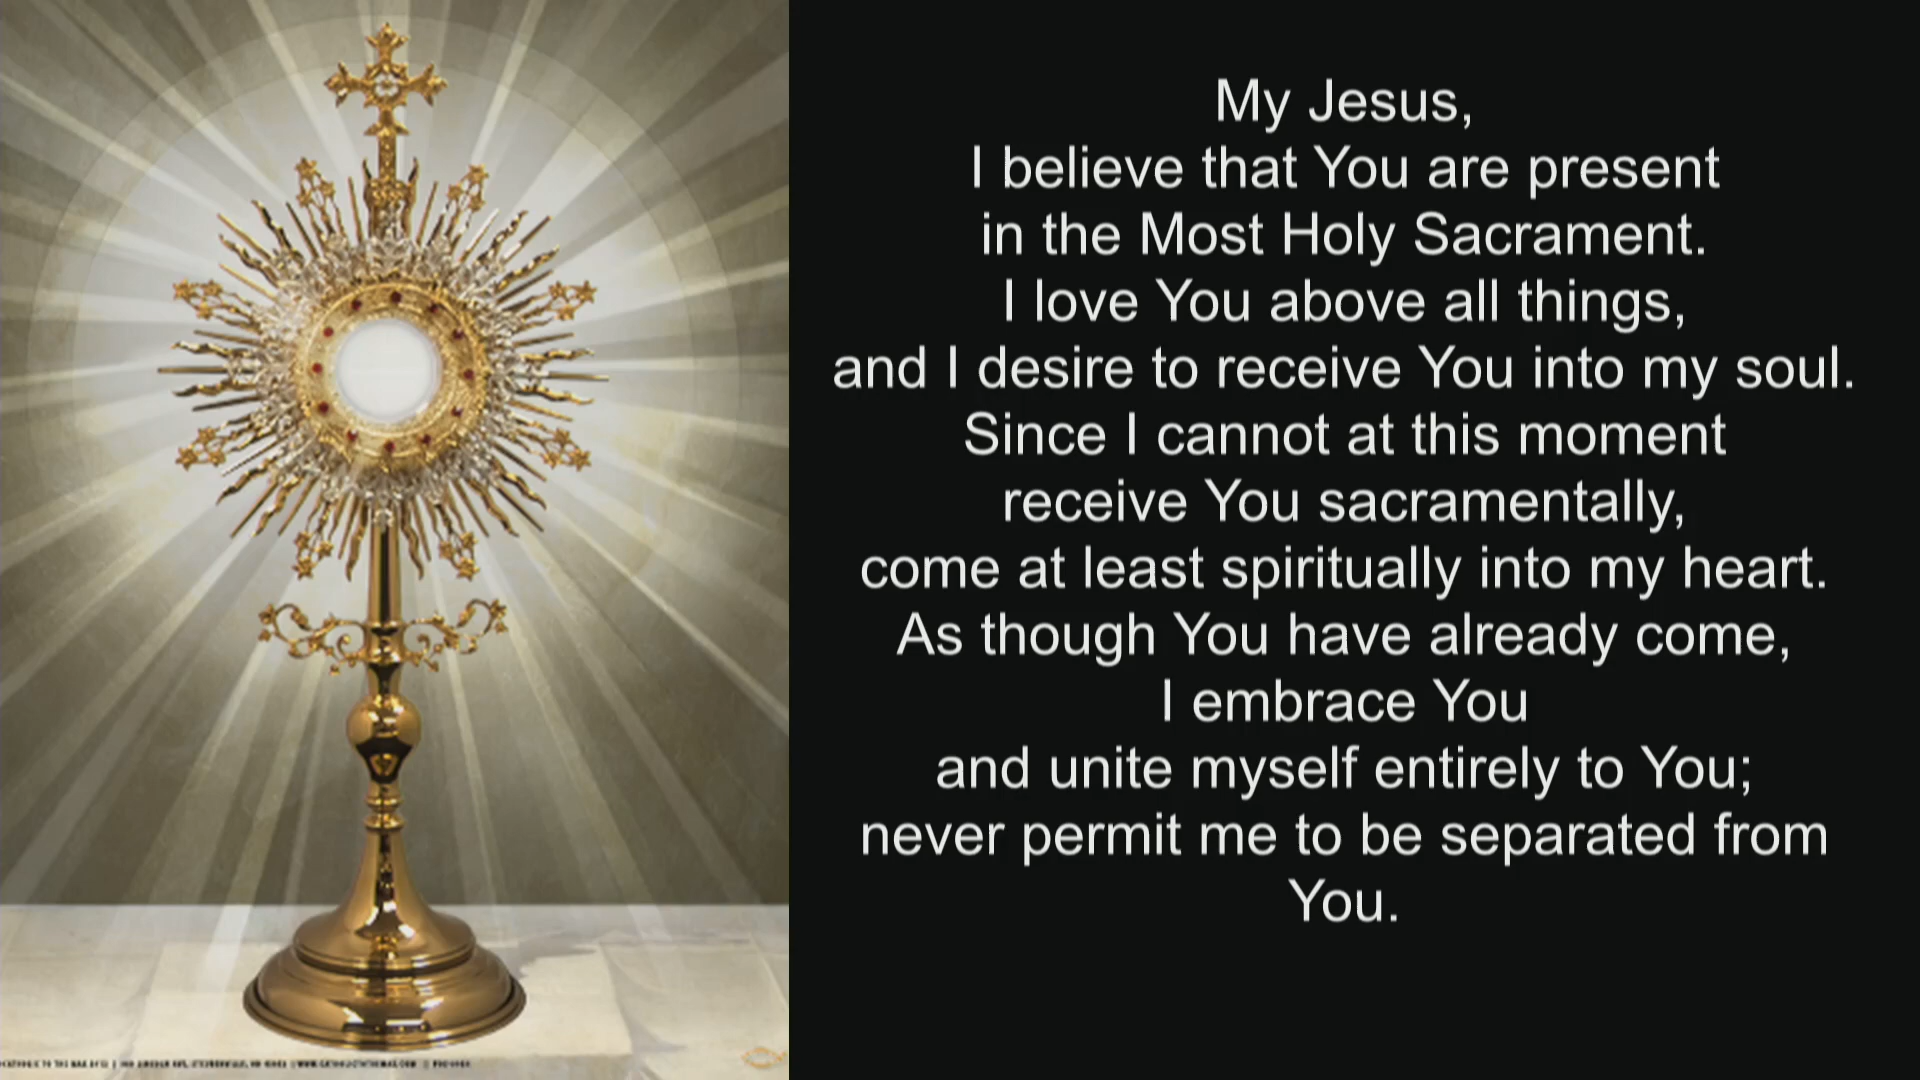 My Jesus,
I believe that You are present
in the Most Holy Sacrament.
I love You above all things,
and I desire to receive You into my soul.
Since I cannot at this moment
receive You sacramentally,
come at least spiritually into my heart.
As though You have already come,
I embrace You
and unite myself entirely to You;
never permit me to be separated from
You.